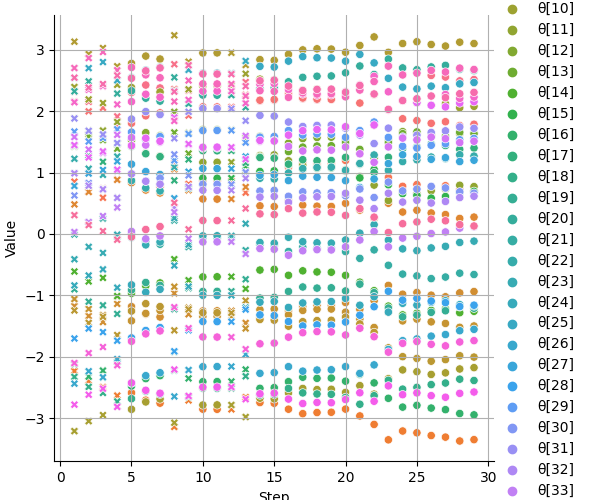 Value
3
2
1
0
−1
−2
−3
0
5
10
15
20
25
30
Step
θ[10]
θ[11]
θ[12]
θ[13]
θ[14]
θ[15]
θ[16]
θ[17]
θ[18]
θ[19]
θ[20]
θ[21]
θ[22]
θ[23]
θ[24]
θ[25]
θ[26]
θ[27]
θ[28]
θ[29]
θ[30]
θ[31]
θ[32]
θ[33]